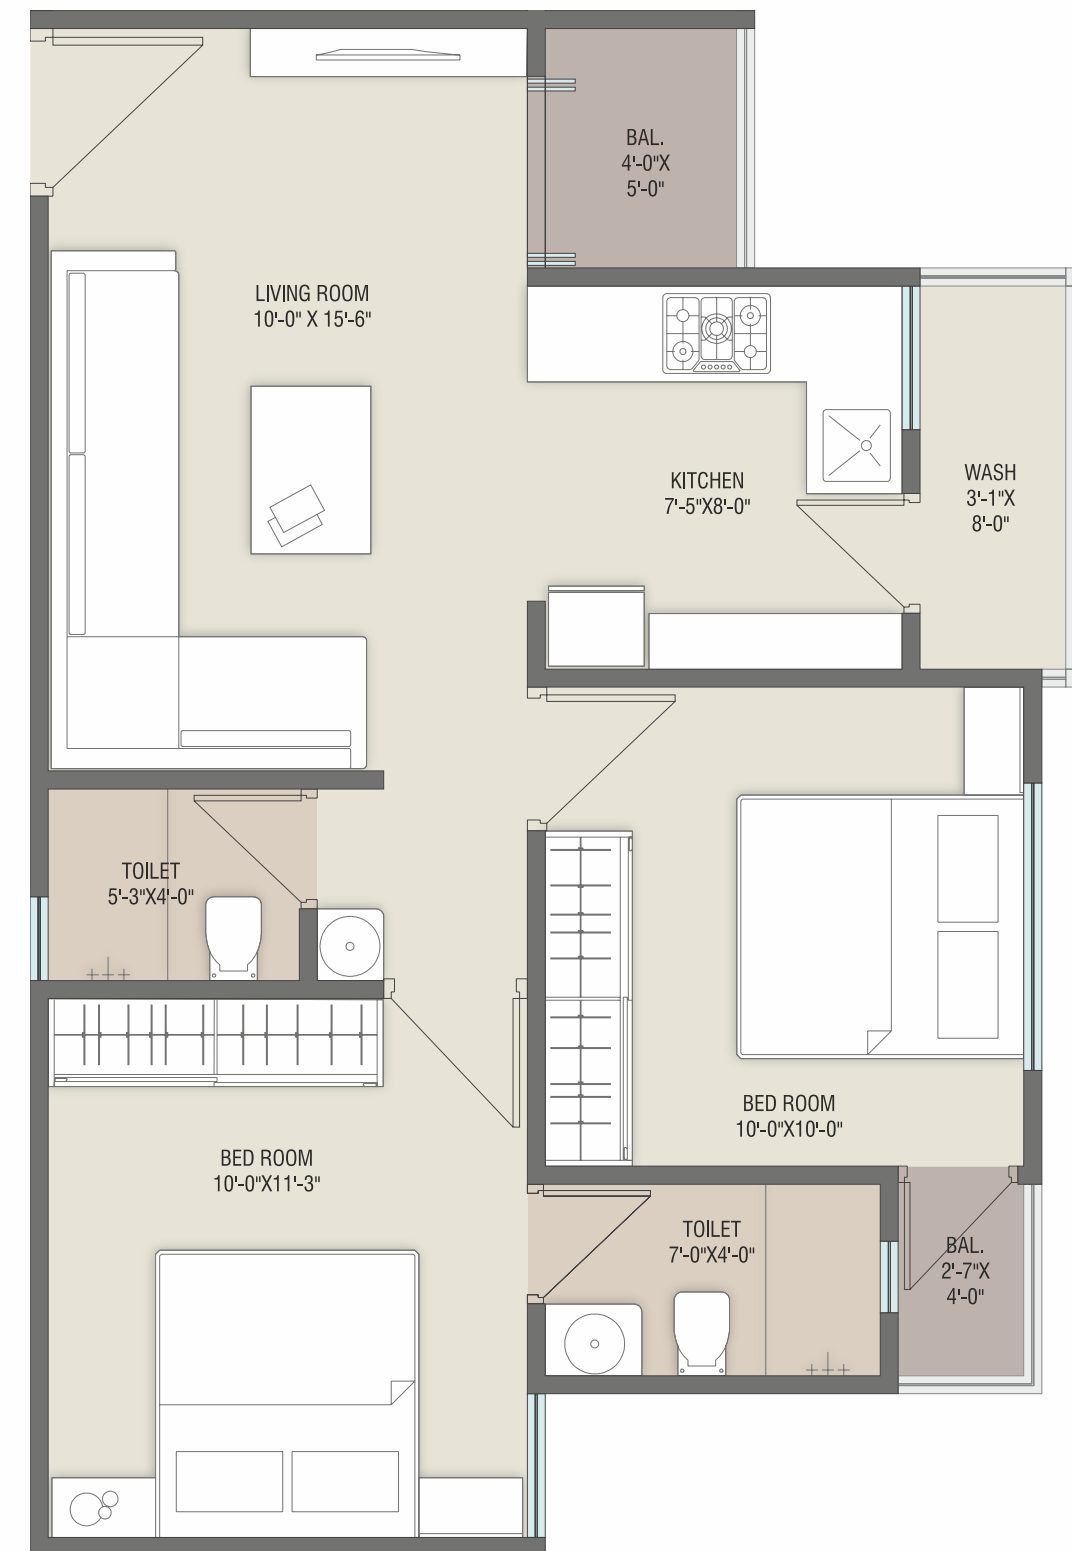 BAL.
4'-0"X
5'-0"
LIVING ROOM
10'-0" X 15'-6"
KITCHEN
7'-5"X8'-0"
WASH
3'-1"X
8'-0"
TOILET
5'-3"X4'-0"
BED ROOM
10'-0"X10'-0"
BED ROOM
10'-0"X11'-3"
TOILET
7'-0"X4'-0"
BAL.
2'-7"X
4'-0"